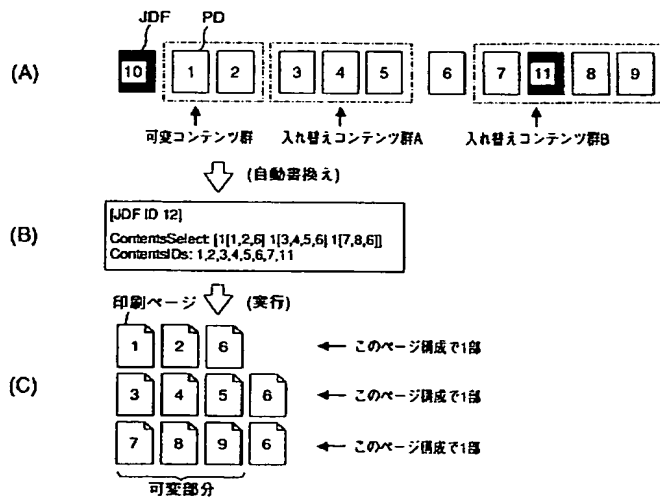 JDF PD
(A) 10 1 2 3 4 5 6 7 11 8 9
可変コンテンツ群 入れ替えコンテンツ群A 入れ替えコンテンツ群B
(自動書換え)
(B)
[JDF ID 12]
ContentsSelect: [1[1,2,6] 1[3,4,5,6] 1[7,8,6]]
ContentsIDs: 1,2,3,4,5,6,7,11
印刷ページ (実行)
(C)
1 2 6 このページ構成で1部
3 4 5 6 このページ構成で1部
7 8 9 6 このページ構成で1部
可変部分